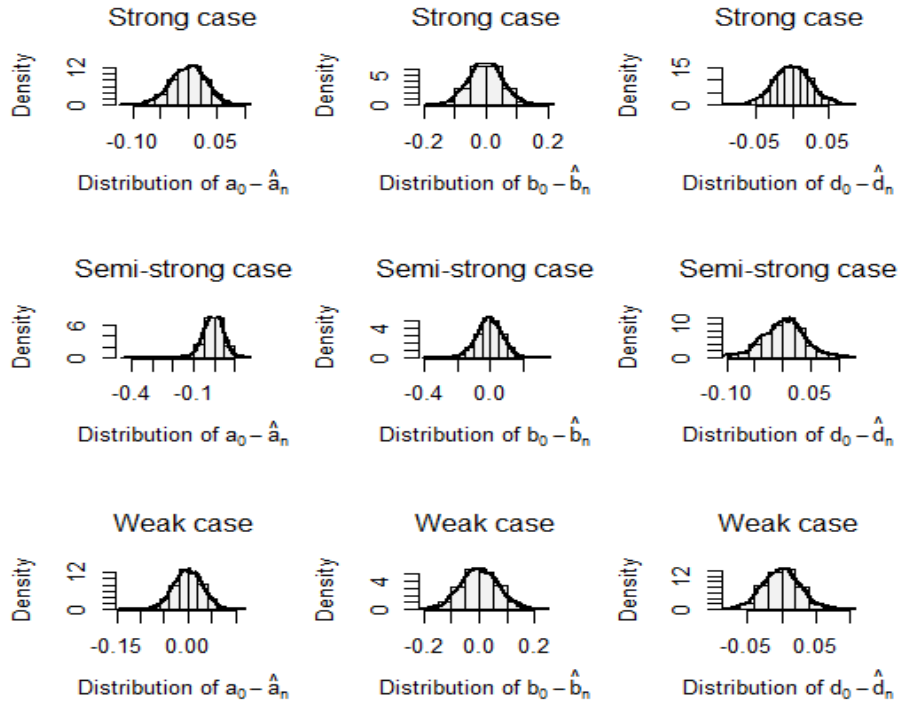 Strong case
Density
0 12
-0.10 0.05
Distribution of a₀ – âₙ
Strong case
Density
0 5
-0.2 0.0 0.2
Distribution of b₀ – b̂ₙ
Strong case
Density
0 15
-0.05 0.05
Distribution of d₀ – d̂ₙ
Semi-strong case
Density
0 6
-0.4 -0.1
Distribution of a₀ – âₙ
Semi-strong case
Density
0 4
-0.4 0.0
Distribution of b₀ – b̂ₙ
Semi-strong case
Density
0 10
-0.10 0.05
Distribution of d₀ – d̂ₙ
Weak case
Density
0 12
-0.15 0.00
Distribution of a₀ – âₙ
Weak case
Density
0 4
-0.2 0.0 0.2
Distribution of b₀ – b̂ₙ
Weak case
Density
0 12
-0.05 0.05
Distribution of d₀ – d̂ₙ